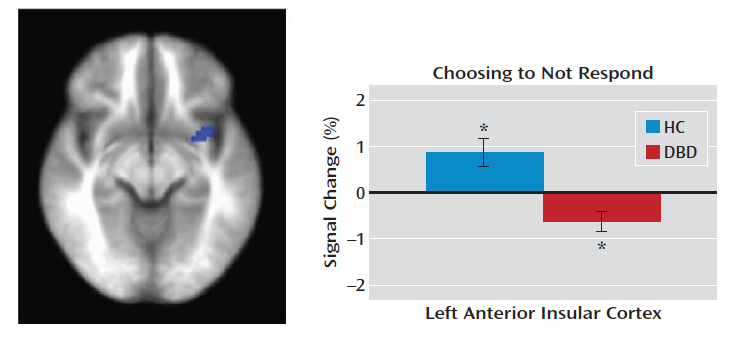 Choosing to Not Respond
Signal Change (%)
2
1
0
–1
–2
*
*
HC
DBD
Left Anterior Insular Cortex